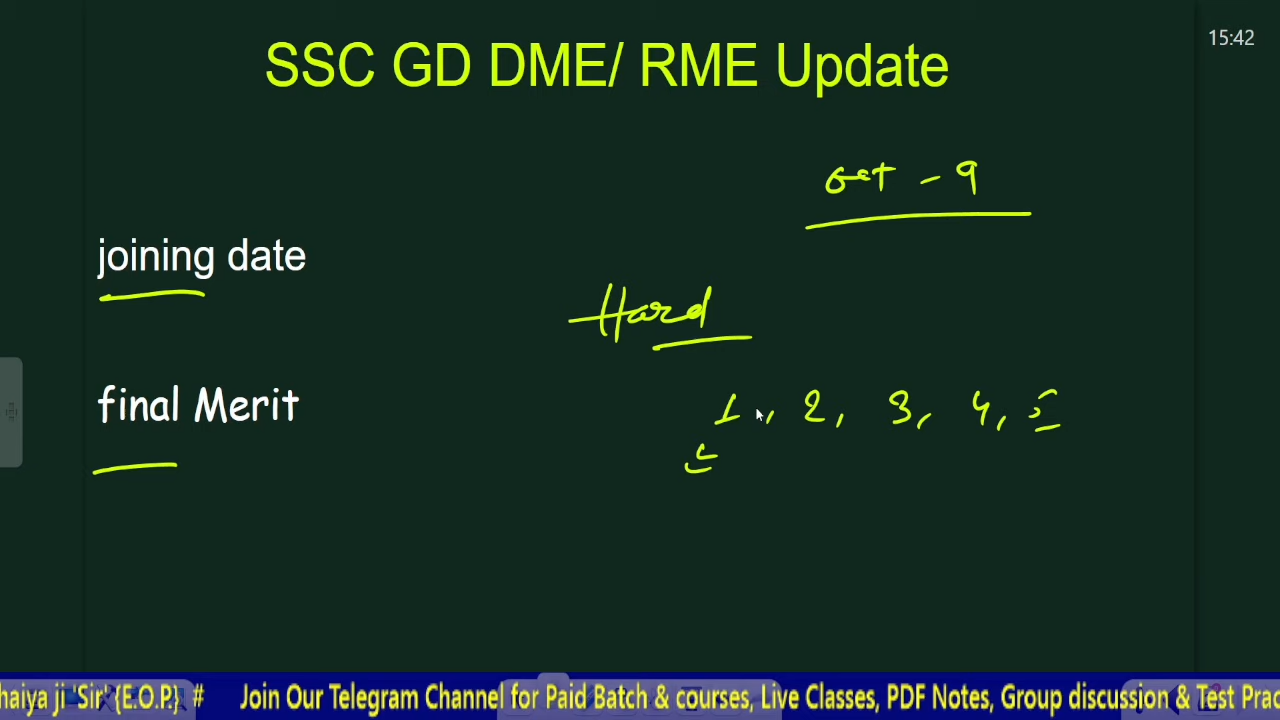 15:42
SSC GD DME/ RME Update
oct - 9
joining date
Hard
final Merit
1, 2, 3, 4, 5
haiya ji 'Sir' {E.O.P.} # Join Our Telegram Channel for Paid Batch & courses, Live Classes, PDF Notes, Group discussion & Test Prac